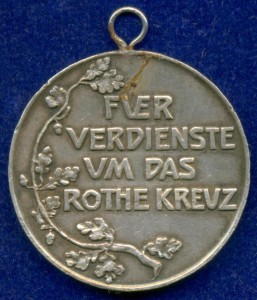 FVER
VERDIENSTE
VM DAS
ROTHE KREVZ